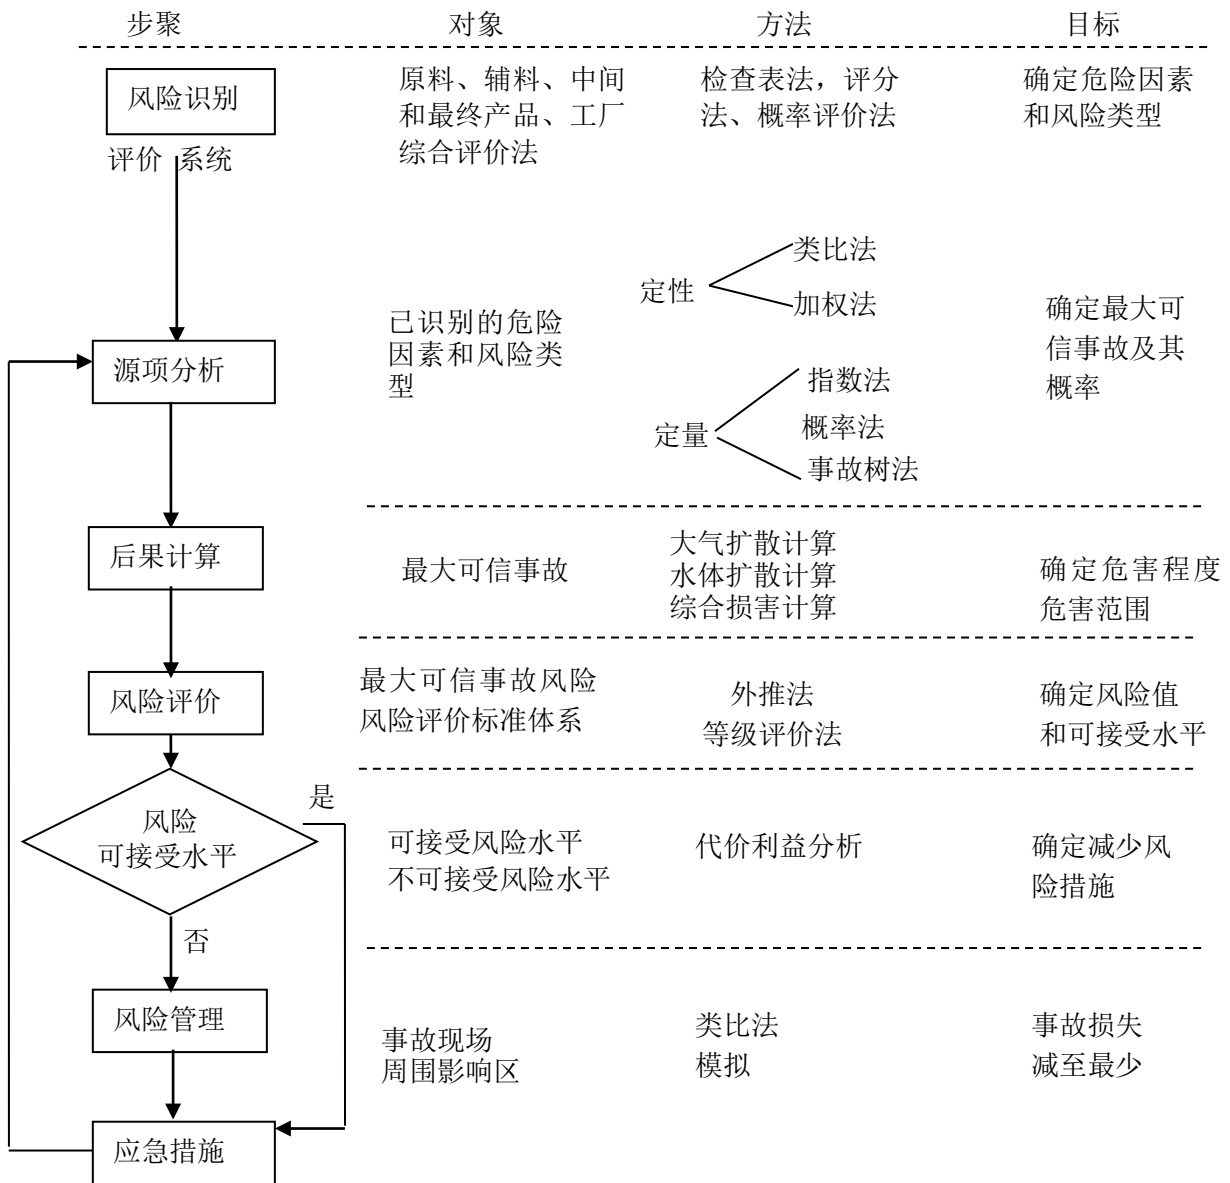 步聚
对象
方法
目标
风险识别
评价 系统
原料、辅料、中间
和最终产品、工厂
综合评价法
检查表法，评分
法、概率评价法
确定危险因素
和风险类型
源项分析
已识别的危险
因素和风险类
型
定性
类比法
加权法
定量
指数法
概率法
事故树法
确定最大可
信事故及其
概率
后果计算
最大可信事故
大气扩散计算
水体扩散计算
综合损害计算
确定危害程度
危害范围
风险评价
最大可信事故风险
风险评价标准体系
外推法
等级评价法
确定风险值
和可接受水平
风险
可接受水平
是
否
可接受风险水平
不可接受风险水平
代价利益分析
确定减少风
险措施
风险管理
事故现场
周围影响区
类比法
模拟
事故损失
减至最少
应急措施